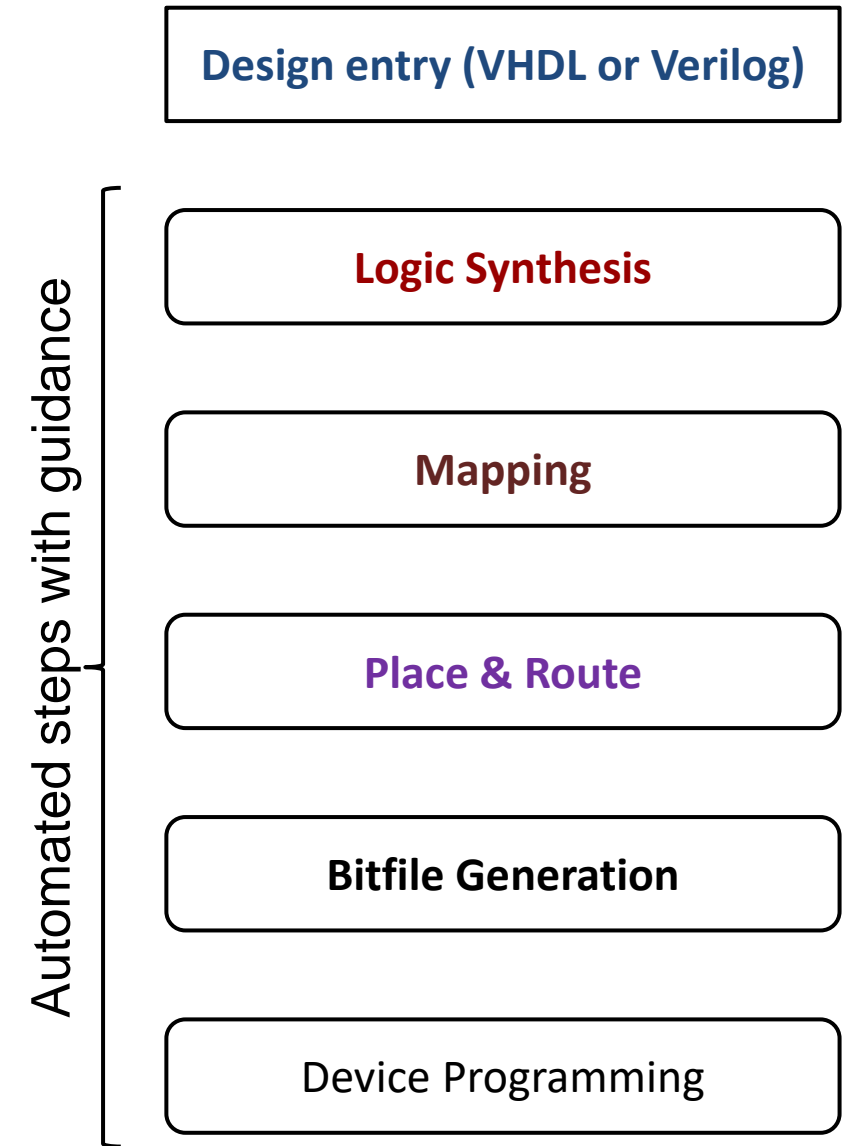 Design entry (VHDL or Verilog)
Automated steps with guidance
Logic Synthesis
Mapping
Place & Route
Bitfile Generation
Device Programming